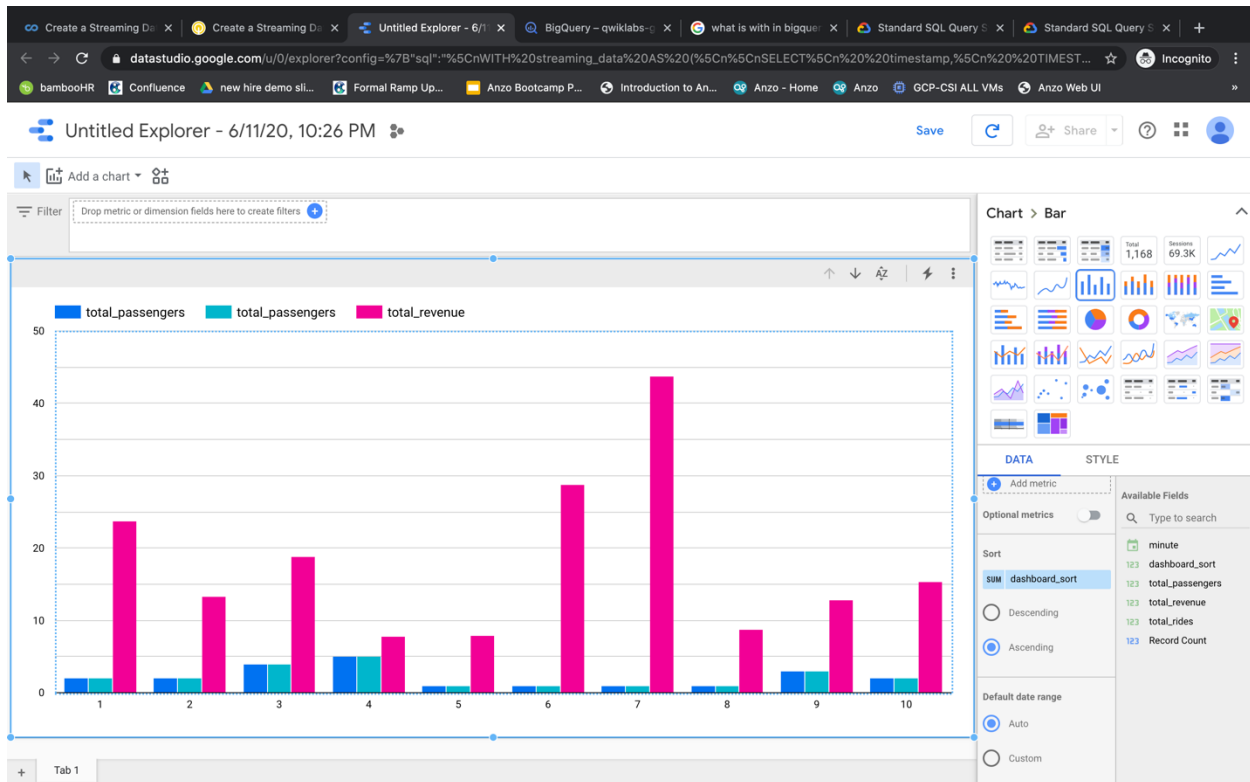 Create a Streaming Da
Create a Streaming Da
Untitled Explorer - 6/1
BigQuery – qwiklabs-g
what is with in bigquer
Standard SQL Query S
Standard SQL Query S
datastudio.google.com/u/0/explorer?config=%7B"sql":"%5CnWITH%20streaming_data%20AS%20(%5Cn%5CnSELECT%5Cn%20%20timestamp,%5Cn%20%20TIMEST...
Incognito
bambooHR
Confluence
new hire demo sli...
Formal Ramp Up...
Anzo Bootcamp P...
Introduction to An...
Anzo - Home
Anzo
GCP-CSI ALL VMs
Anzo Web UI
»
Untitled Explorer - 6/11/20, 10:26 PM
Save
Share
Add a chart
Filter
Drop metric or dimension fields here to create filters
Chart > Bar
Total
1,168
Sessions
69.3K
total_passengers
total_passengers
total_revenue
50
40
30
20
10
0
1 2 3 4 5 6 7 8 9 10
DATA
STYLE
Add metric
Optional metrics
Sort
SUM dashboard_sort
Descending
Ascending
Default date range
Auto
Custom
Available Fields
Type to search
minute
123 dashboard_sort
123 total_passengers
123 total_revenue
123 total_rides
123 Record Count
+ Tab 1